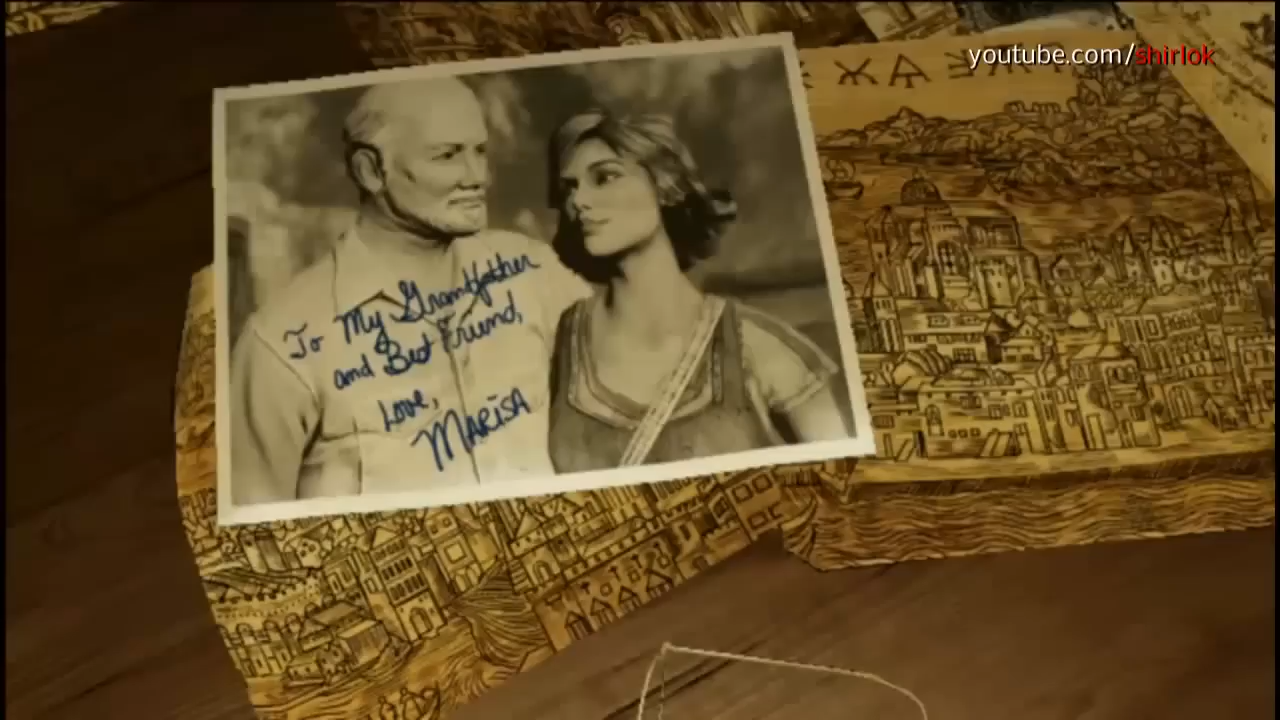 youtube.com/shirlok
To My Grandfather
and Best Friend,
Love,
MARISA